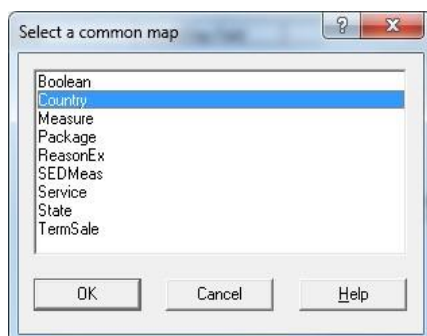 Select a common map
?
Boolean
Country
Measure
Package
ReasonEx
SEDMeas
Service
State
TermSale
OK Cancel Help